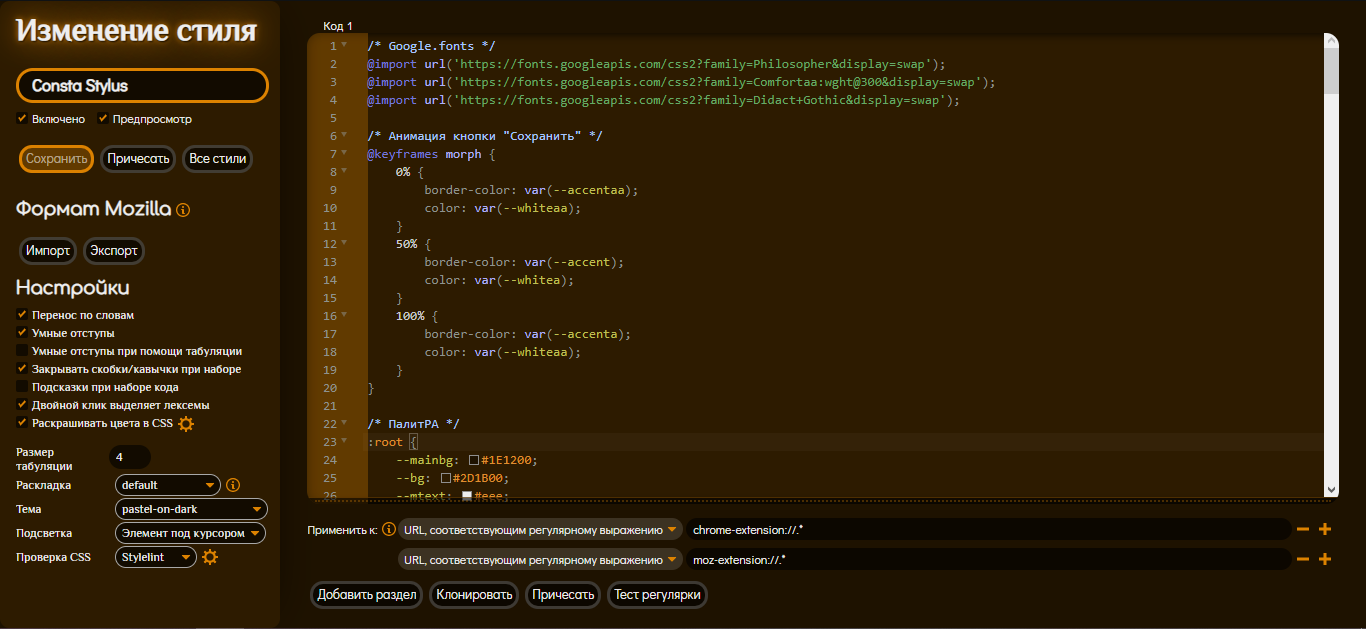 Изменение стиля
Consta Stylus
Включено Предпросмотр
Сохранить Причесать Все стили
Формат Mozilla
Импорт Экспорт
Настройки
Перенос по словам
Умные отступы
Умные отступы при помощи табуляции
Закрывать скобки/кавычки при наборе
Подсказки при наборе кода
Двойной клик выделяет лексемы
Раскрашивать цвета в CSS
Размер
табуляции
4
Раскладка default
Тема pastel-on-dark
Подсветка Элемент под курсором
Проверка CSS Stylelint
Код 1
1 /* Google.fonts */
2 @import url('https://fonts.googleapis.com/css2?family=Philosopher&display=swap');
3 @import url('https://fonts.googleapis.com/css2?family=Comfortaa:wght@300&display=swap');
4 @import url('https://fonts.googleapis.com/css2?family=Didact+Gothic&display=swap');
5
6 /* Анимация кнопки "Сохранить" */
7 @keyframes morph {
8 0% {
9 border-color: var(--accentaa);
10 color: var(--whiteaa);
11 }
12 50% {
13 border-color: var(--accent);
14 color: var(--whitea);
15 }
16 100% {
17 border-color: var(--accenta);
18 color: var(--whiteaa);
19 }
20 }
21
22 /* ПалитРА */
23 :root {
24 --mainbg: #1E1200;
25 --bg: #2D1B00;
26 --mtext: #eee;
Применить к: URL, соответствующим регулярному выражению chrome-extension://.*
URL, соответствующим регулярному выражению moz-extension://.*
Добавить раздел Клонировать Причесать Тест регулярки